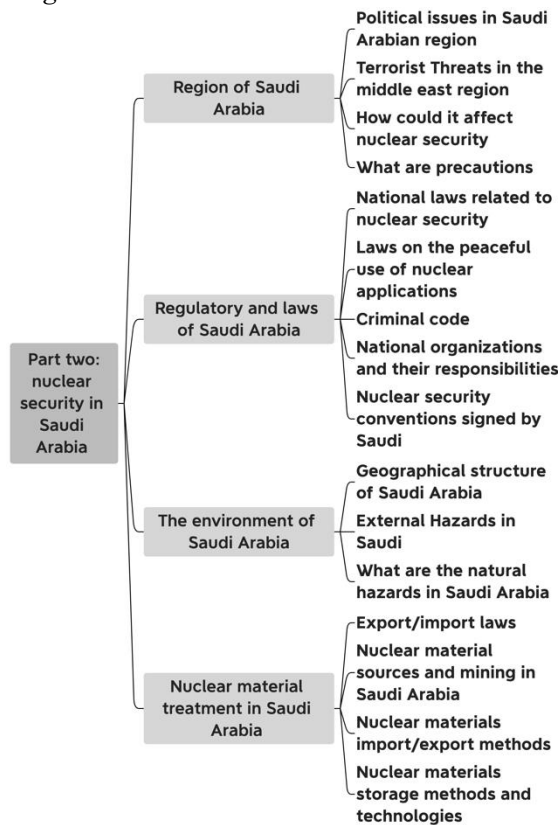 Part two:
nuclear
security in
Saudi
Arabia
Region of Saudi
Arabia
Political issues in Saudi
Arabian region
Terrorist Threats in the
middle east region
How could it affect
nuclear security
What are precautions
Regulatory and laws
of Saudi Arabia
National laws related to
nuclear security
Laws on the peaceful
use of nuclear
applications
Criminal code
National organizations
and their responsibilities
Nuclear security
conventions signed by
Saudi
The environment of
Saudi Arabia
Geographical structure
of Saudi Arabia
External Hazards in
Saudi
What are the natural
hazards in Saudi Arabia
Nuclear material
treatment in Saudi
Arabia
Export/import laws
Nuclear material
sources and mining in
Saudi Arabia
Nuclear materials
import/export methods
Nuclear materials
storage methods and
technologies